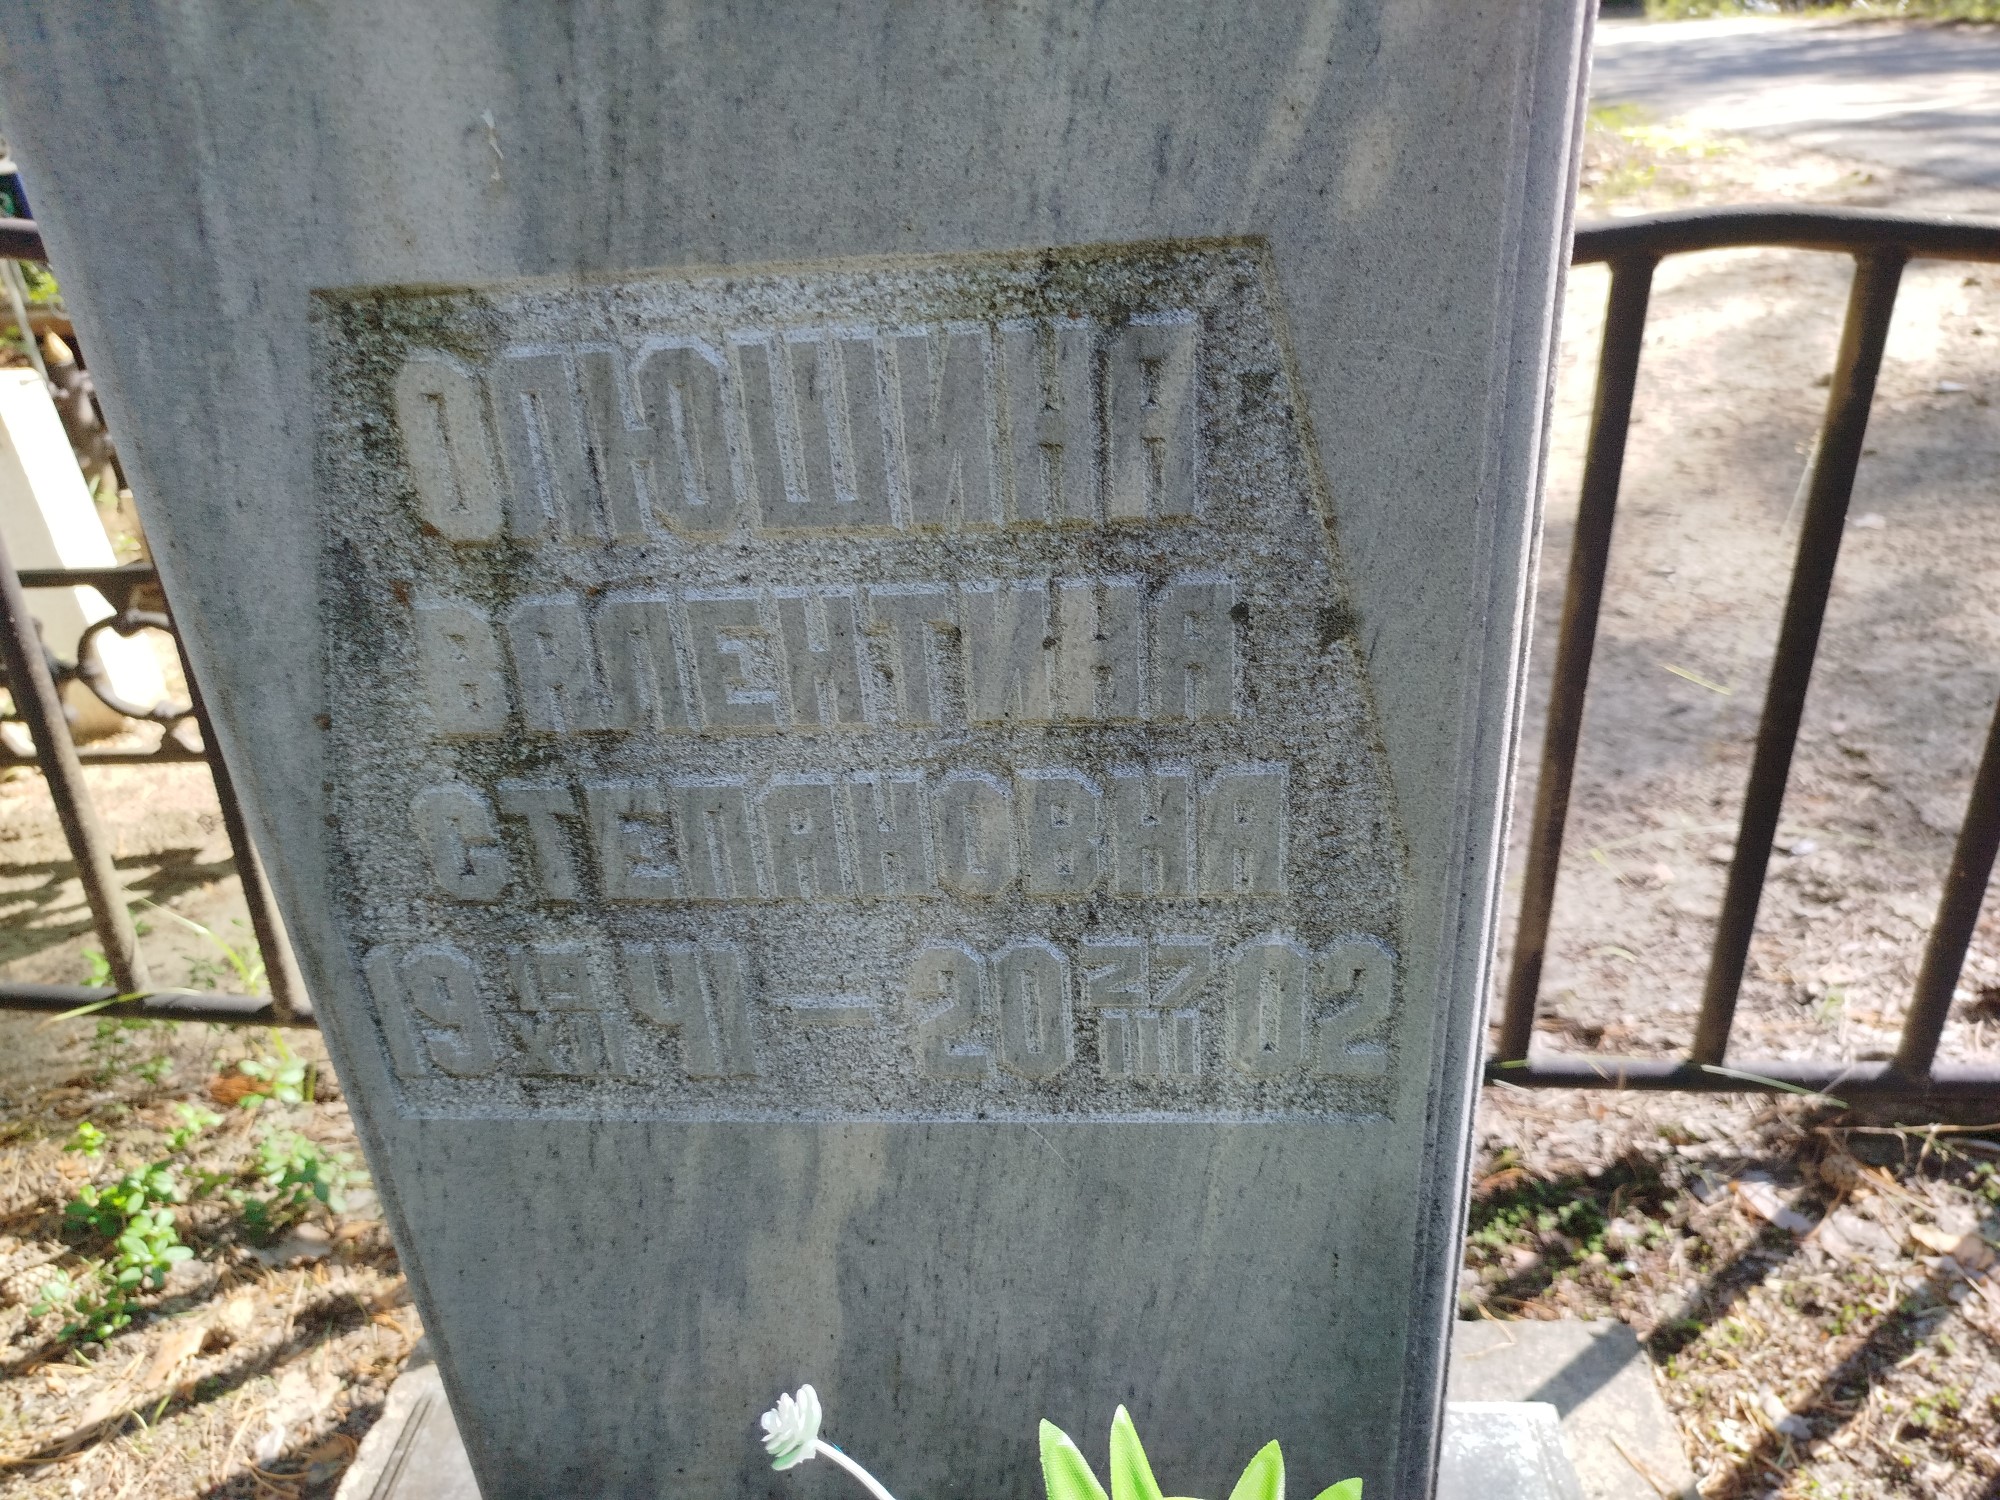 ОЛЮШИНА
ВАЛЕНТИНА
СТЕПАНОВНА
19 19/XII 41 — 20 27/III 02